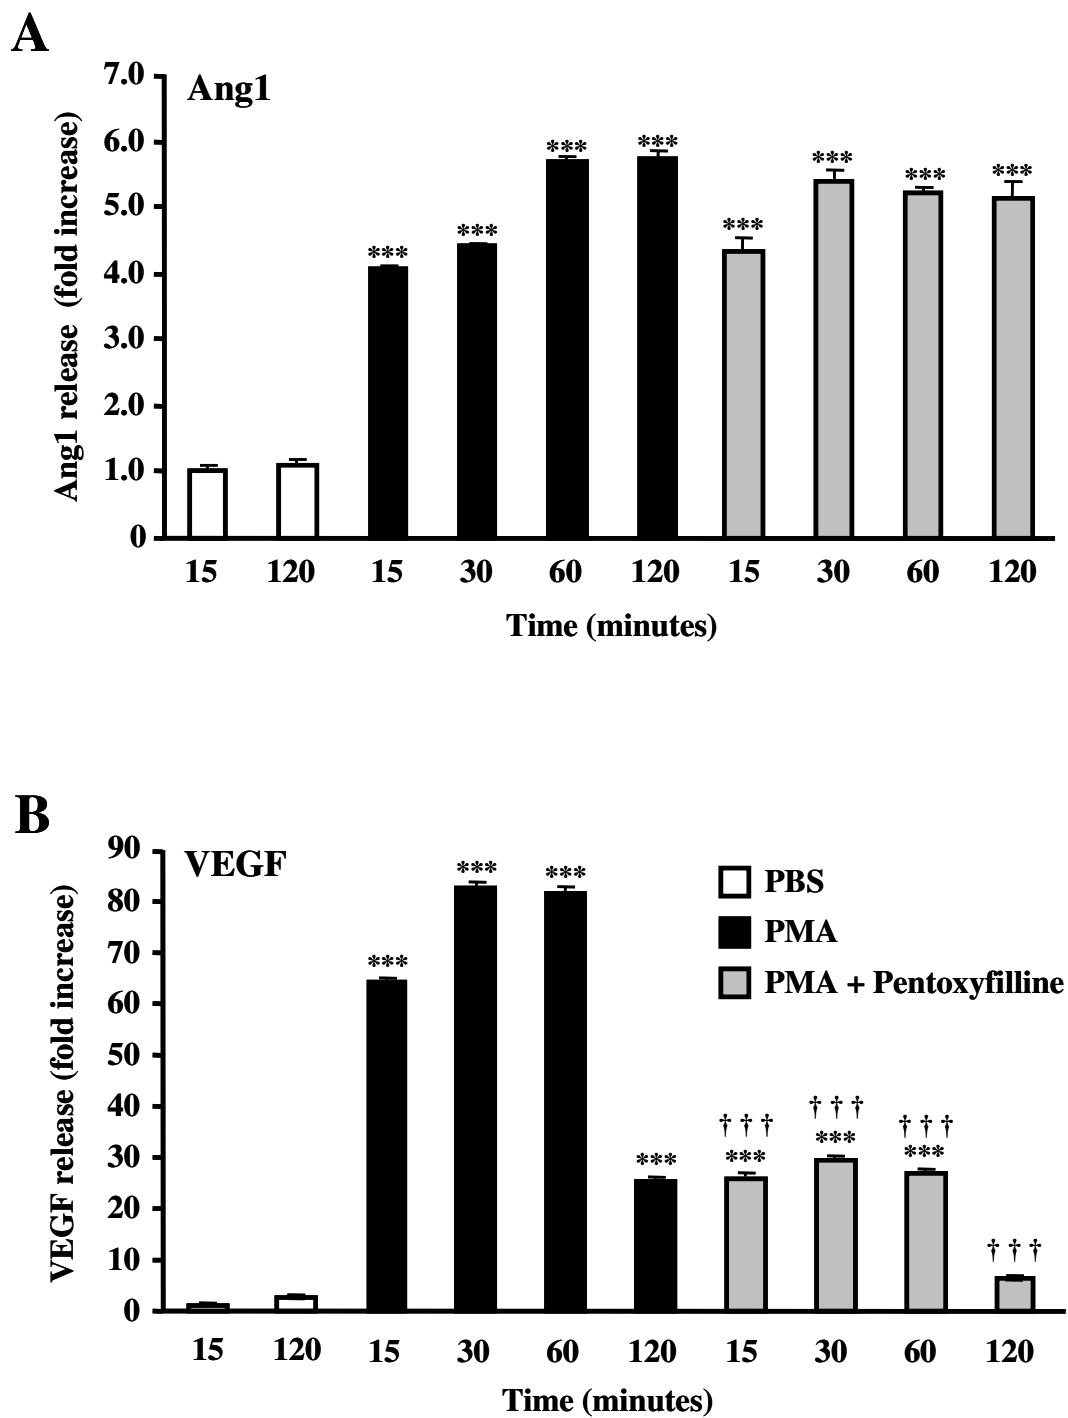 A
Ang1
Ang1 release (fold increase)
7.0
6.0
5.0
4.0
3.0
2.0
1.0
0
*** *** *** *** *** *** *** ***
15 120 15 30 60 120 15 30 60 120
Time (minutes)
B
VEGF
VEGF release (fold increase)
90
80
70
60
50
40
30
20
10
0
*** *** *** *** *** *** ***
††† ††† ††† †††
PBS
PMA
PMA + Pentoxyfilline
15 120 15 30 60 120 15 30 60 120
Time (minutes)